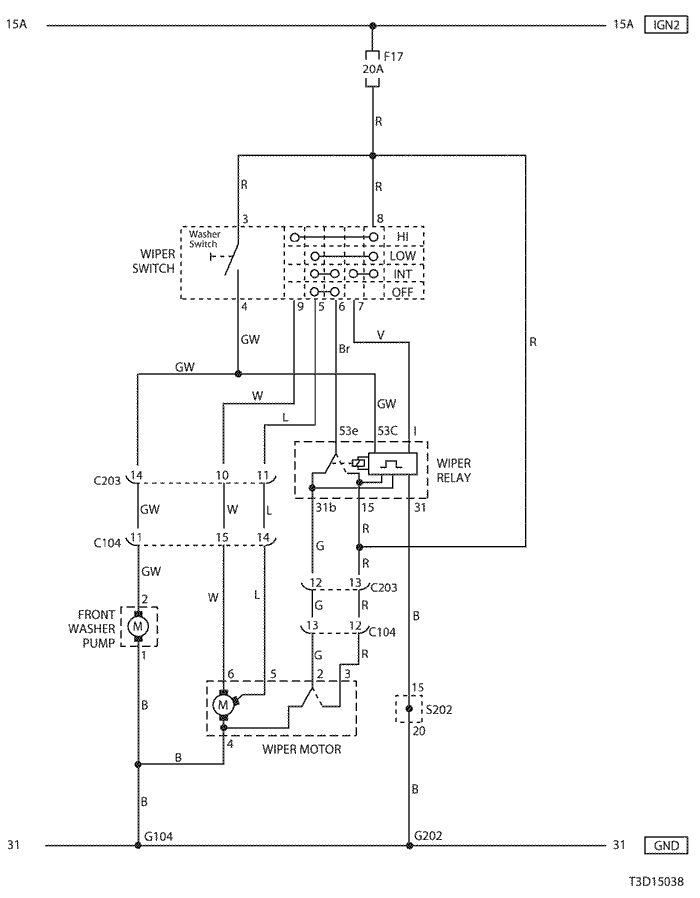 15A
15A IGN2
F17
20A
R
R
R
3
8
Washer
Switch
WIPER
SWITCH
HI
LOW
INT
OFF
4
9
5
6
7
GW
Br
V
R
GW
W
L
GW
53e
53C
I
WIPER
RELAY
C203
14
10
11
31b
15
31
GW
W
L
R
G
C104
11
15
14
R
GW
12
13
C203
W
L
G
R
B
2
FRONT
WASHER
PUMP
M
13
12
C104
G
R
1
6
5
2
3
15
M
S202
B
4
20
WIPER MOTOR
B
B
B
G104
G202
31
31 GND
T3D15038